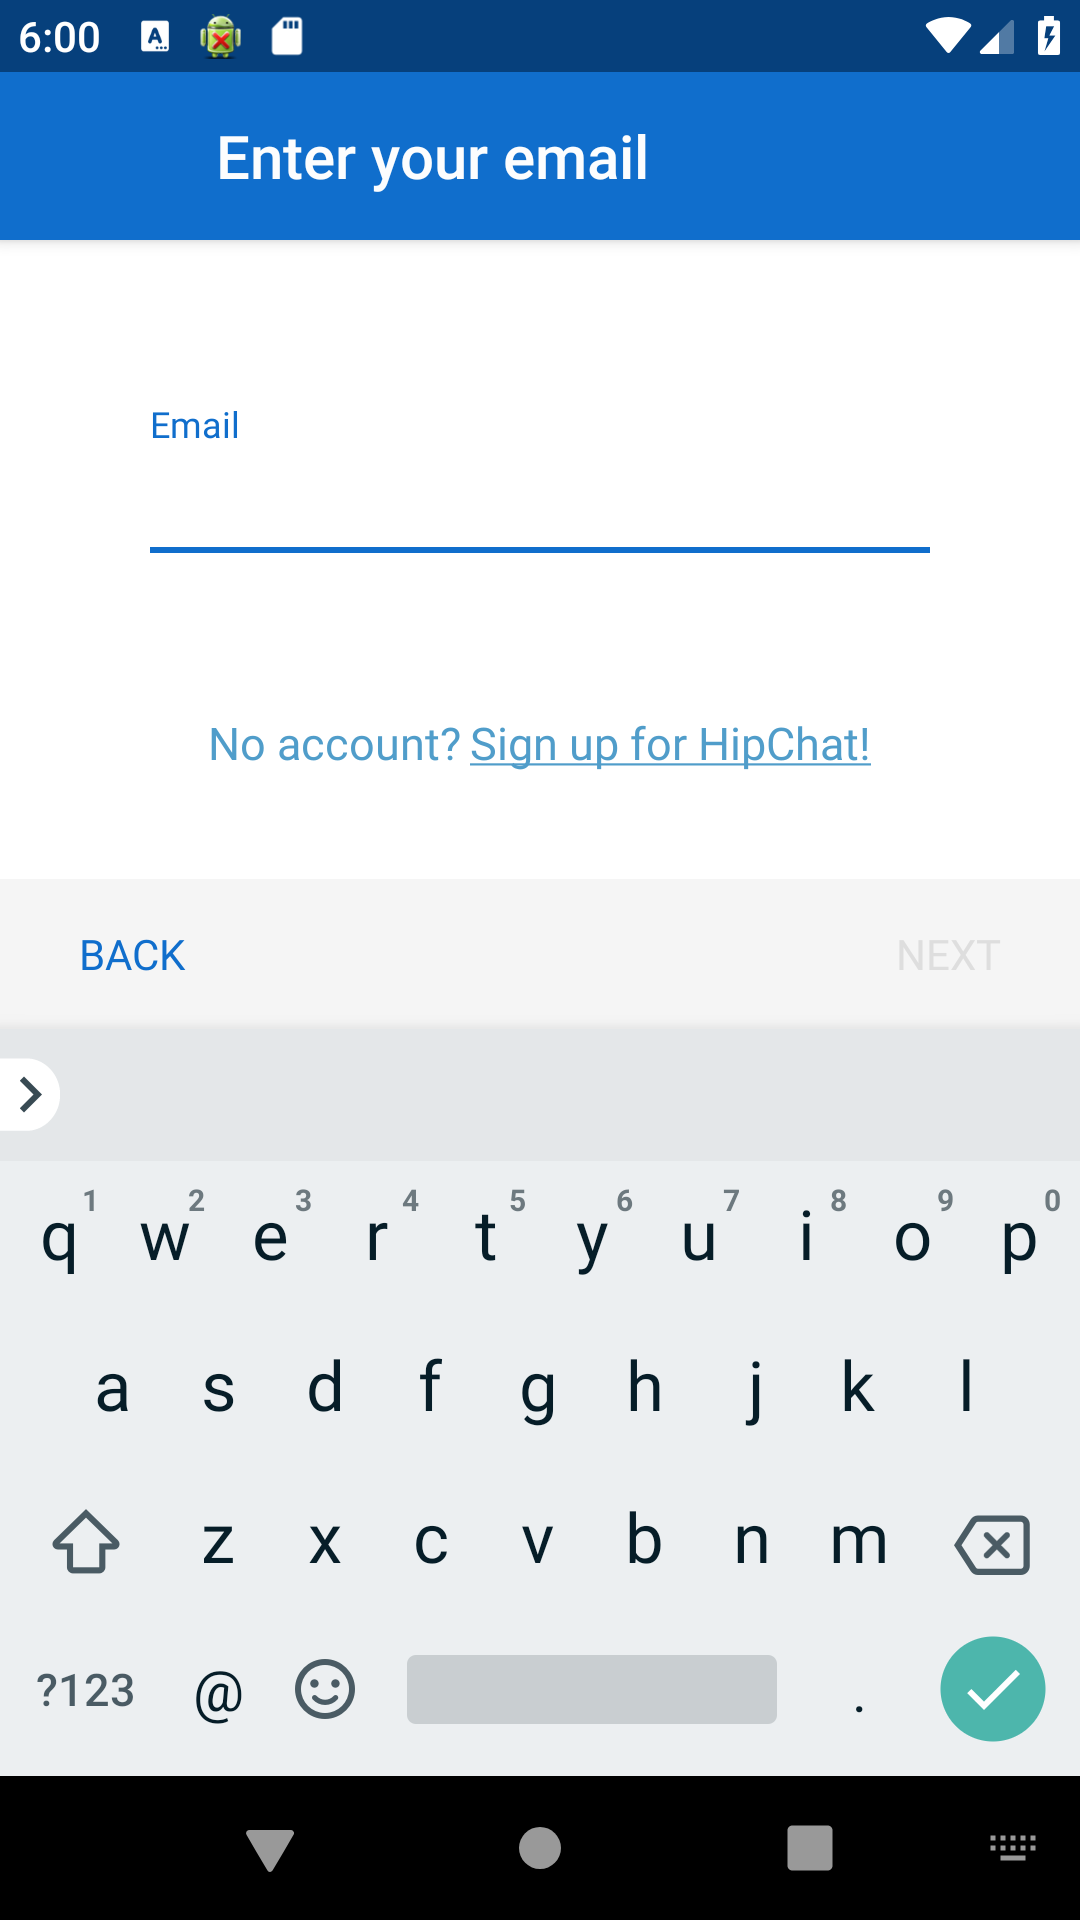 6:00
Enter your email
Email
No account? Sign up for HipChat!
BACK NEXT
1 2 3 4 5 6 7 8 9 0
q w e r t y u i o p
a s d f g h j k l
z x c v b n m
?123 @ .